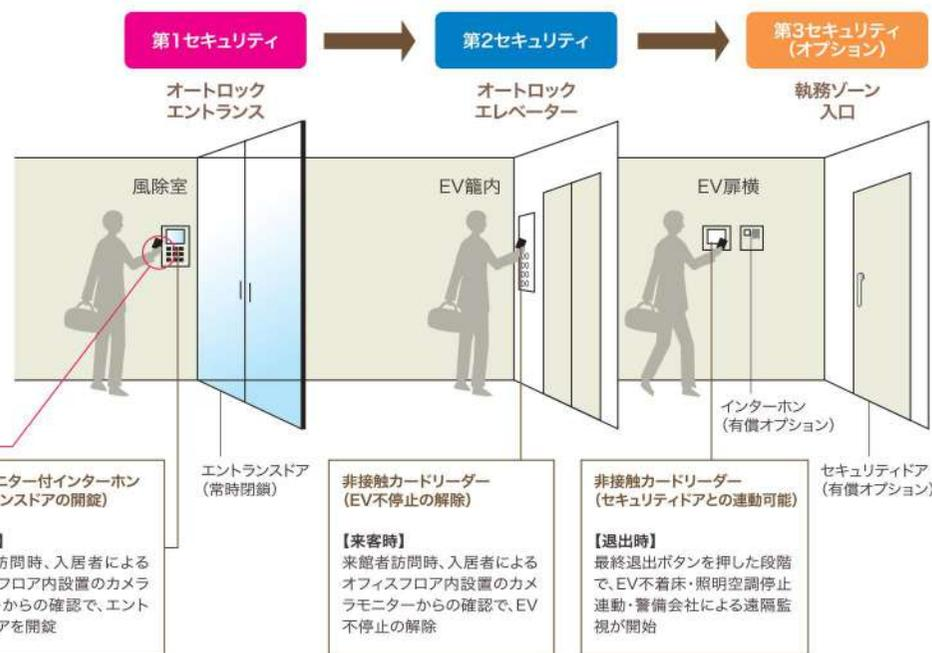 第1セキュリティ
第2セキュリティ
第3セキュリティ
(オプション)
オートロック
エントランス
オートロック
エレベーター
執務ゾーン
入口
風除室
EV籠内
EV扉横
エントランスドア
(常時閉鎖)
インターホン
(有償オプション)
セキュリティドア
(有償オプション)
ニター付インターホン
ンスドアの開錠)
】
訪問時、入居者による
フロア内設置のカメラ
からの確認で、エント
アを開錠
非接触カードリーダー
(EV不停止の解除)
【来客時】
来館者訪問時、入居者による
オフィスフロア内設置のカメ
ラモニターからの確認で、EV
不停止の解除
非接触カードリーダー
(セキュリティドアとの連動可能)
【退出時】
最終退出ボタンを押した段階
で、EV不着床・照明空調停止
連動・警備会社による遠隔監
視が開始